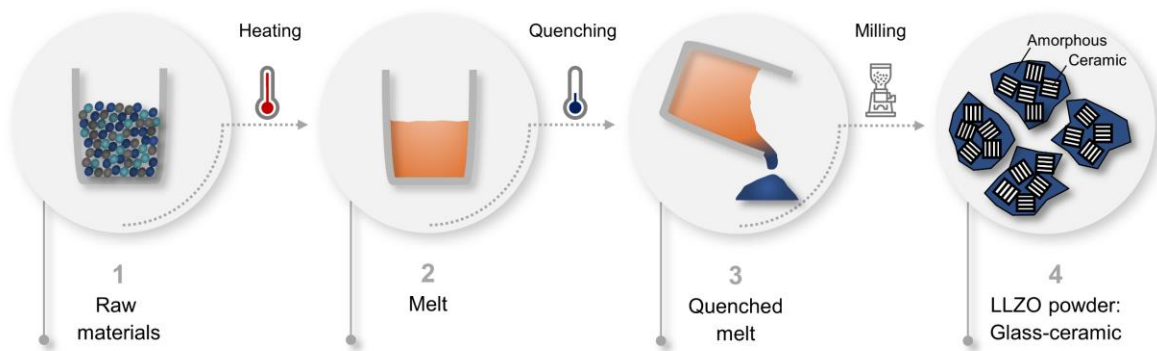 Heating
Quenching
Milling
Amorphous
Ceramic
1
Raw
materials
2
Melt
3
Quenched
melt
4
LLZO powder:
Glass-ceramic